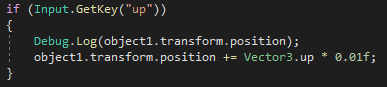 if (Input.GetKey("up"))
{
    Debug.Log(object1.transform.position);
    object1.transform.position += Vector3.up * 0.01f;
}